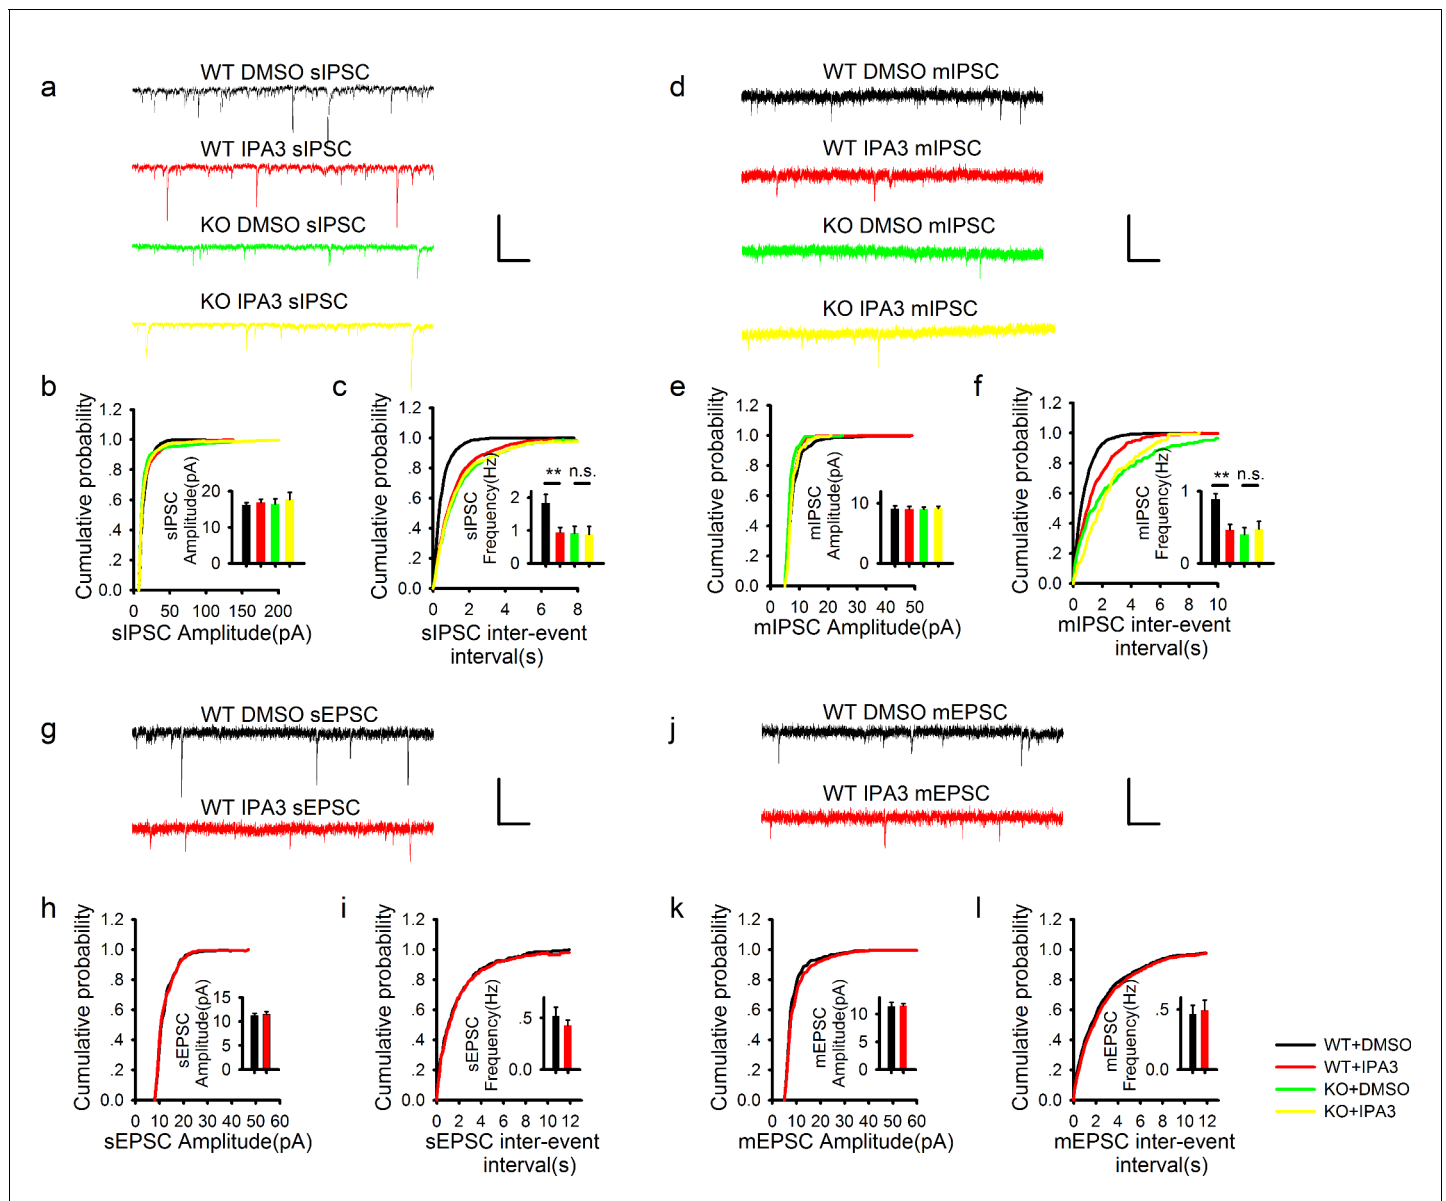 a
WT DMSO sIPSC
WT IPA3 sIPSC
KO DMSO sIPSC
KO IPA3 sIPSC
d
WT DMSO mIPSC
WT IPA3 mIPSC
KO DMSO mIPSC
KO IPA3 mIPSC
b
Cumulative probability
1.2
1.0
.8
.6
.4
.2
0.0
sIPSC
Amplitude(pA)
20
10
0
0 50 100 150 200
sIPSC Amplitude(pA)
c
Cumulative probability
1.2
1.0
.8
.6
.4
.2
0.0
sIPSC
Frequency(Hz)
** n.s.
2
1
0
0 2 4 6 8
sIPSC inter-event
interval(s)
e
Cumulative probability
1.2
1.0
.8
.6
.4
.2
0.0
mIPSC
Amplitude(pA)
10
0
0 10 20 30 40 50
mIPSC Amplitude(pA)
f
Cumulative probability
1.2
1.0
.8
.6
.4
.2
0.0
mIPSC
Frequency(Hz)
** n.s.
1
0
0 2 4 6 8 10
mIPSC inter-event
interval(s)
g
WT DMSO sEPSC
WT IPA3 sEPSC
j
WT DMSO mEPSC
WT IPA3 mEPSC
h
Cumulative probability
1.2
1.0
.8
.6
.4
.2
0.0
sEPSC
Amplitude(pA)
15
10
5
0
0 10 20 30 40 50 60
sEPSC Amplitude(pA)
i
Cumulative probability
1.2
1.0
.8
.6
.4
.2
0.0
sEPSC
Frequency(Hz)
.5
0.0
0 2 4 6 8 10 12
sEPSC inter-event
interval(s)
k
Cumulative probability
1.2
1.0
.8
.6
.4
.2
0.0
mEPSC
Amplitude(pA)
10
5
0
0 10 20 30 40 50 60
mEPSC Amplitude(pA)
l
Cumulative probability
1.2
1.0
.8
.6
.4
.2
0.0
mEPSC
Frequency(Hz)
.5
0.0
0 2 4 6 8 10 12
mEPSC inter-event
interval(s)
WT+DMSO
WT+IPA3
KO+DMSO
KO+IPA3